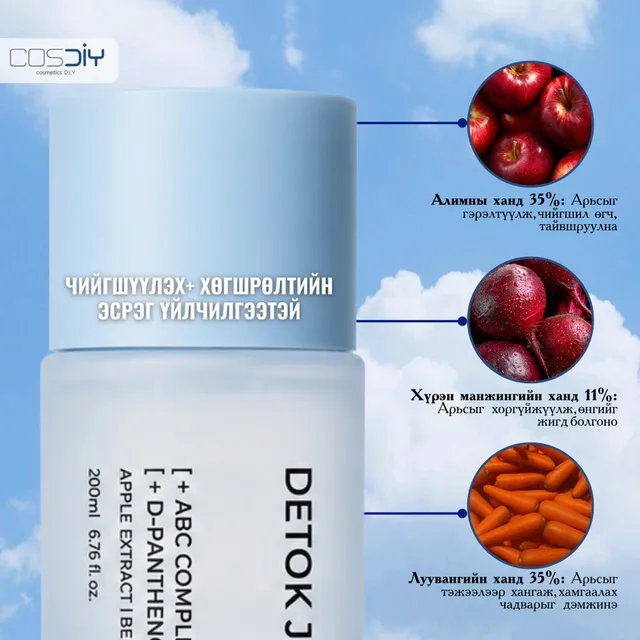 COSDIY
cosmetics D.I.Y
ЧИЙГШҮҮЛЭХ+ ХӨГШРӨЛТИЙН
ЭСРЭГ ҮЙЛЧИЛГЭЭТЭЙ
Алимны ханд 35%: Арьсыг
гэрэлтүүлж,чийгшил өгч,
тайвшруулна
Хүрэн манжингийн ханд 11%:
Арьсыг хоргүйжүүлж,өнгийг
жигд болгоно
Луувангийн ханд 35%: Арьсыг
тэжээлээр хангаж,хамгаалах
чадварыг дэмжинэ
DETOK J
[+ ABC COMPLE
[+ D-PANTHENO
APPLE EXTRACT | BE
200ml 6.76 fl. oz.